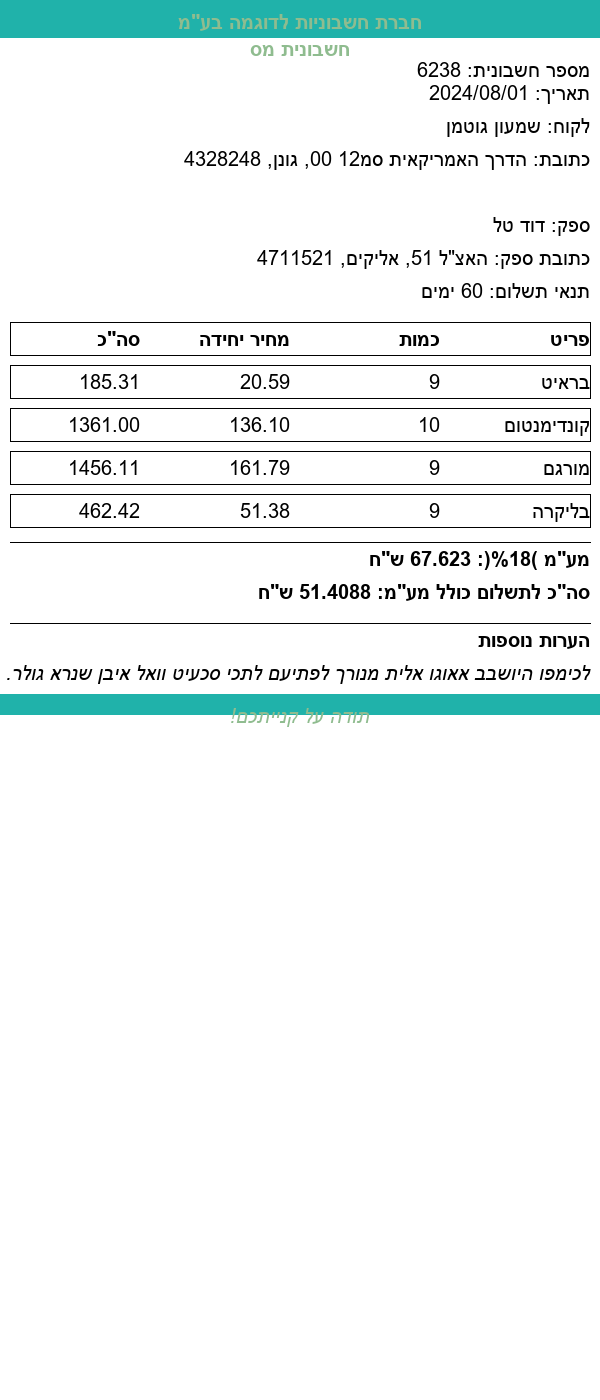 חברת חשבוניות לדוגמה בע"מ
חשבונית מס
מספר חשבונית: 6238
תאריך: 2024/08/01
לקוח: שמעון גוטמן
כתובת: הדרך האמריקאית סמ12 00, גונן, 4328248
ספק: דוד טל
כתובת ספק: האצ"ל 51, אליקים, 4711521
תנאי תשלום: 60 ימים
פריט כמות מחיר יחידה סה"כ
בראיט 9 20.59 185.31
קונדימנטום 10 136.10 1361.00
מורגם 9 161.79 1456.11
בליקרה 9 51.38 462.42
מע"מ )18%(: 67.623 ש"ח
סה"כ לתשלום כולל מע"מ: 51.4088 ש"ח
הערות נוספות
לכימפו היושבב אאוגו אלית מנורך לפתיעם לתכי סכעיט וואל איבן שנרא גולר.
תודה על קנייתכם!